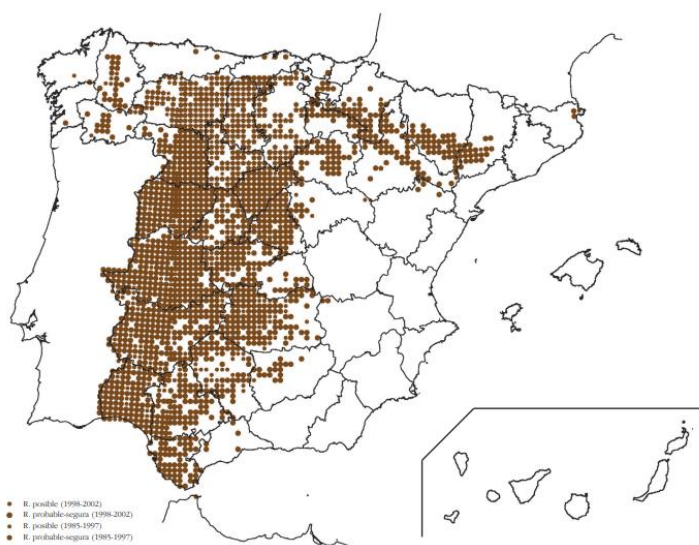 R. posible (1998-2002)
R. probable-segura (1998-2002)
R. posible (1985-1997)
R. probable-segura (1985-1997)